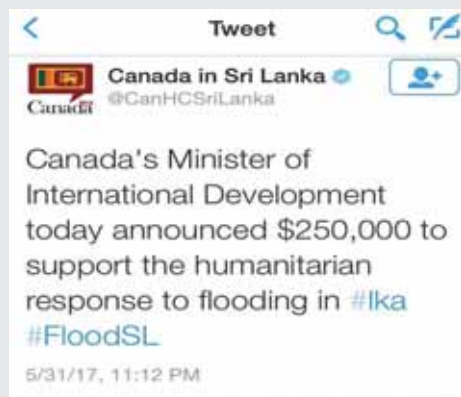 Tweet
Canada in Sri Lanka
Canada
@CanHCSriLanka
Canada's Minister of
International Development
today announced $250,000 to
support the humanitarian
response to flooding in #lka
#FloodSL
5/31/17, 11:12 PM